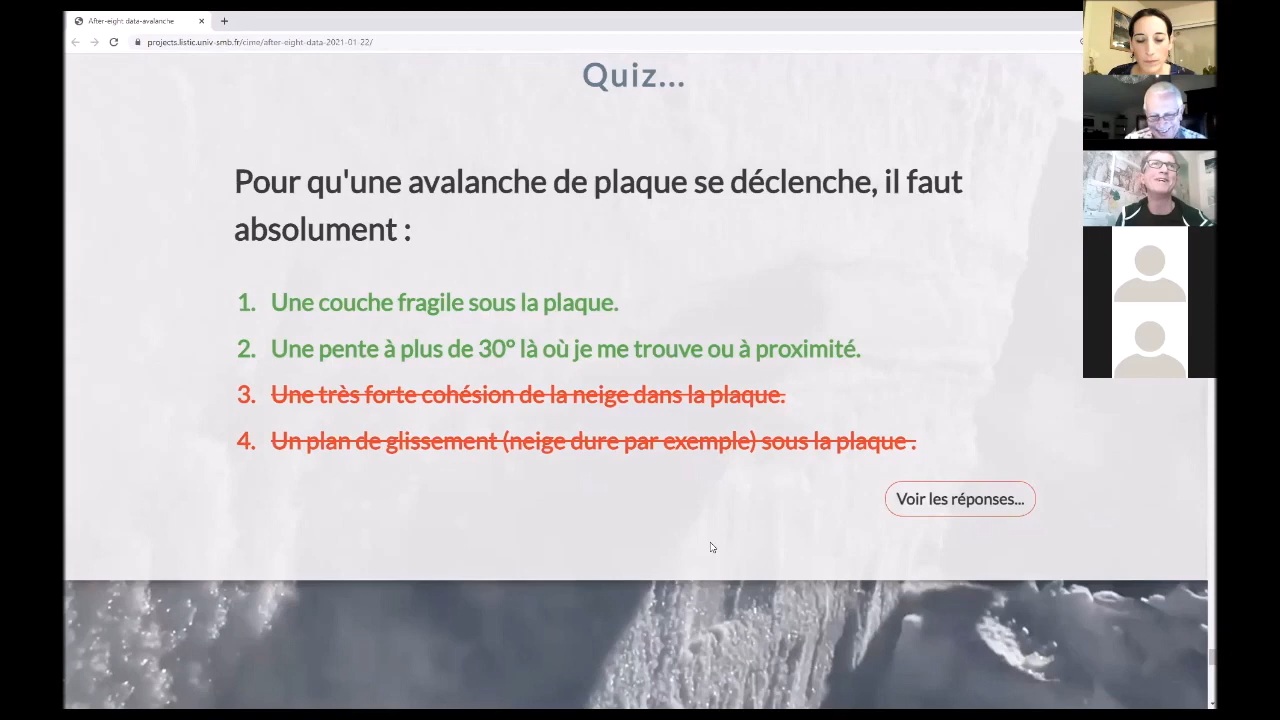 After-eight data-avalanche
projects.listic.univ-smb.fr/cime/after-eight-data-2021-01-22/
Quiz...
Pour qu'une avalanche de plaque se déclenche, il faut
absolument :
1. Une couche fragile sous la plaque.
2. Une pente à plus de 30° là où je me trouve ou à proximité.
3. Une très forte cohésion de la neige dans la plaque.
4. Un plan de glissement (neige dure par exemple) sous la plaque .
Voir les réponses...